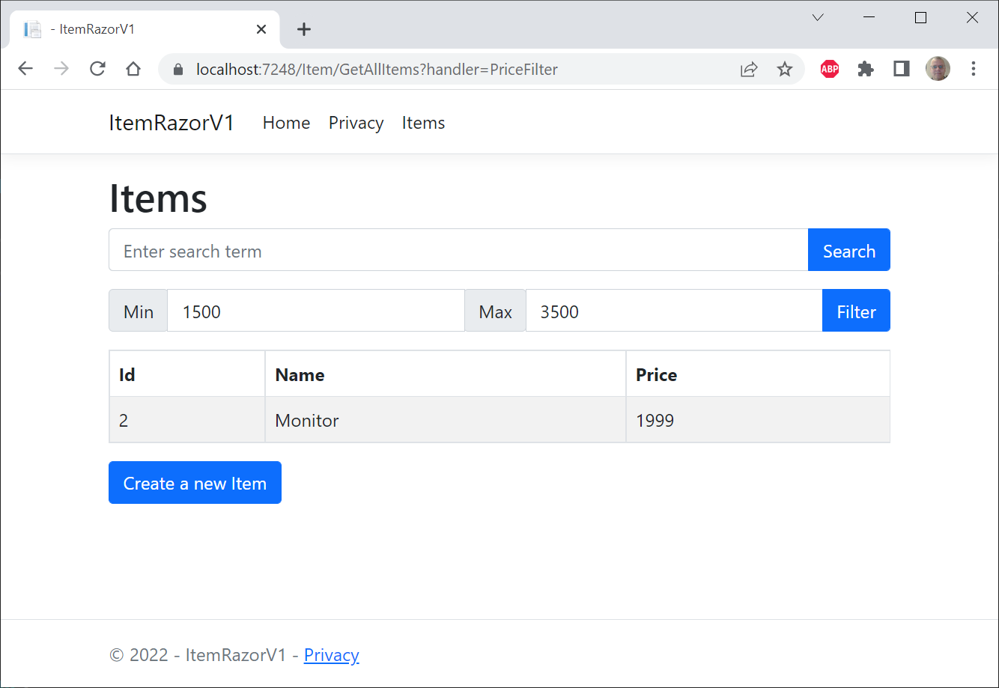 - ItemRazorV1
localhost:7248/Item/GetAllItems?handler=PriceFilter
ABP
ItemRazorV1 Home Privacy Items
Items
Enter search term Search
Min 1500 Max 3500 Filter
Id Name Price
2 Monitor 1999
Create a new Item
© 2022 - ItemRazorV1 - Privacy